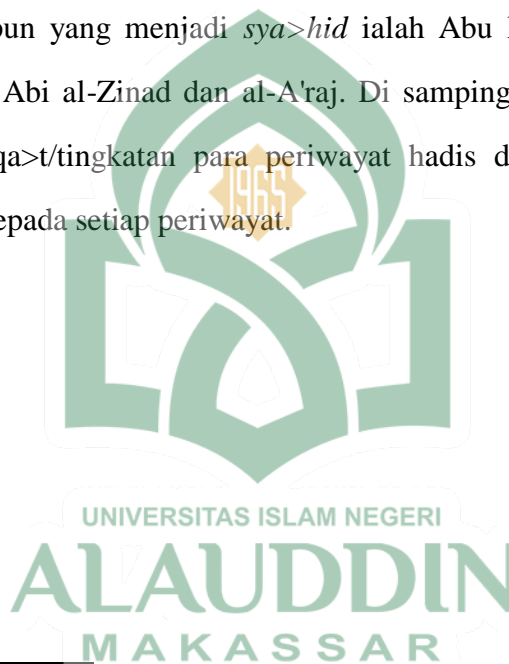 pun yang menjadi sya>hid ialah Abu
Abi al-Zinad dan al-A'raj. Di samping
qa>t/tingkatan para periwayat hadis d
epada setiap periwayat.
1965
UNIVERSITAS ISLAM NEGERI
ALAUDDIN
MAKASSAR